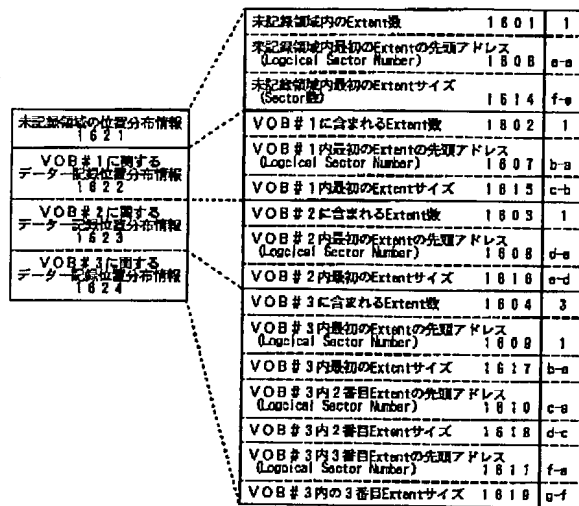 未記録領域の位置分布情報
1621
VOB#1に関する
データー記録位置分布情報
1622
VOB#2に関する
データー記録位置分布情報
1623
VOB#3に関する
データー記録位置分布情報
1624
未記録領域内のExtent数 1601 1
未記録領域内最初のExtentの先頭アドレス
(Logcical Sector Number) 1606 e-a
未記録領域内最初のExtentサイズ
(Sector数) 1614 f-e
VOB#1に含まれるExtent数 1602 1
VOB#1内最初のExtentの先頭アドレス
(Logcical Sector Number) 1607 b-a
VOB#1内最初のExtentサイズ 1615 c-b
VOB#2に含まれるExtent数 1603 1
VOB#2内最初のExtentの先頭アドレス
(Logcical Sector Number) 1608 d-a
VOB#2内最初のExtentサイズ 1616 e-d
VOB#3に含まれるExtent数 1604 3
VOB#3内最初のExtentの先頭アドレス
(Logcical Sector Number) 1609 1
VOB#3内最初のExtentサイズ 1617 b-a
VOB#3内2番目Extentの先頭アドレス
(Logcical Sector Number) 1610 c-a
VOB#3内2番目Extentサイズ 1618 d-c
VOB#3内3番目Extentの先頭アドレス
(Logcical Sector Number) 1611 f-a
VOB#3内の3番目Extentサイズ 1619 g-f